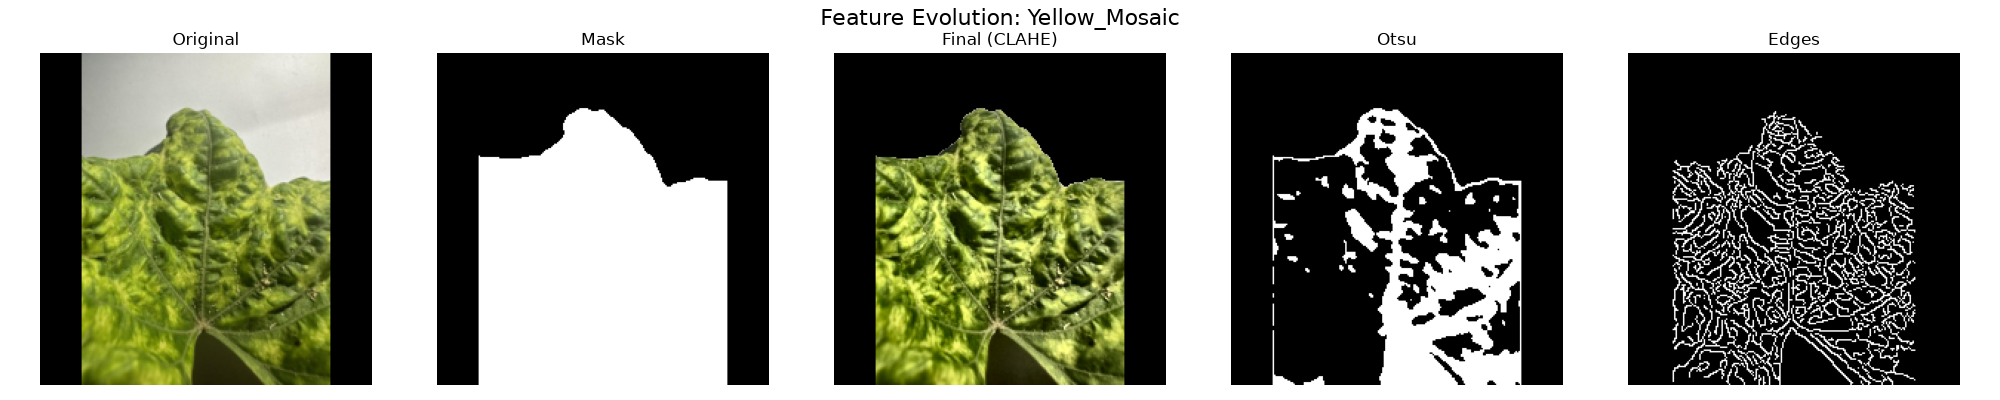 Feature Evolution: Yellow_Mosaic
Original
Mask
Final (CLAHE)
Otsu
Edges